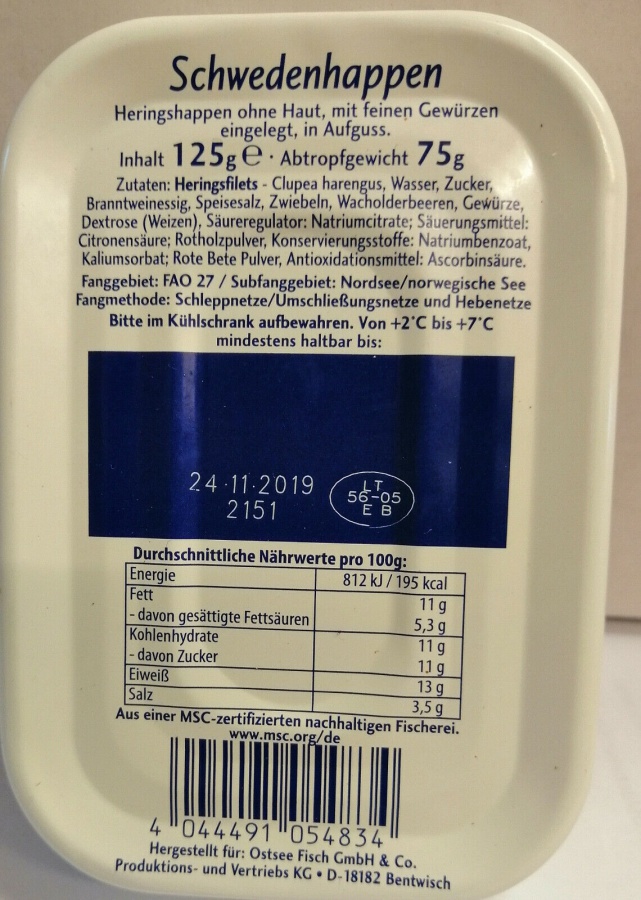 Schwedenhappen
Heringshappen ohne Haut, mit feinen Gewürzen
eingelegt, in Aufguss.
Inhalt 125g ℮ · Abtropfgewicht 75g
Zutaten: Heringsfilets - Clupea harengus, Wasser, Zucker,
Branntweinessig, Speisesalz, Zwiebeln, Wacholderbeeren, Gewürze,
Dextrose (Weizen), Säureregulator: Natriumcitrate; Säuerungsmittel:
Citronensäure; Rotholzpulver, Konservierungsstoffe: Natriumbenzoat,
Kaliumsorbat; Rote Bete Pulver, Antioxidationsmittel: Ascorbinsäure.
Fanggebiet: FAO 27 / Subfanggebiet: Nordsee/norwegische See
Fangmethode: Schleppnetze/Umschließungsnetze und Hebenetze
Bitte im Kühlschrank aufbewahren. Von +2°C bis +7°C
mindestens haltbar bis:
24·11·2019
2151
LT
56-05
EB
Durchschnittliche Nährwerte pro 100g:
Energie 812 kJ / 195 kcal
Fett 11 g
- davon gesättigte Fettsäuren 5,3 g
Kohlenhydrate 11 g
- davon Zucker 11 g
Eiweiß 13 g
Salz 3,5 g
Aus einer MSC-zertifizierten nachhaltigen Fischerei.
www.msc.org/de
4 044491 054834
Hergestellt für: Ostsee Fisch GmbH & Co.
Produktions- und Vertriebs KG • D-18182 Bentwisch